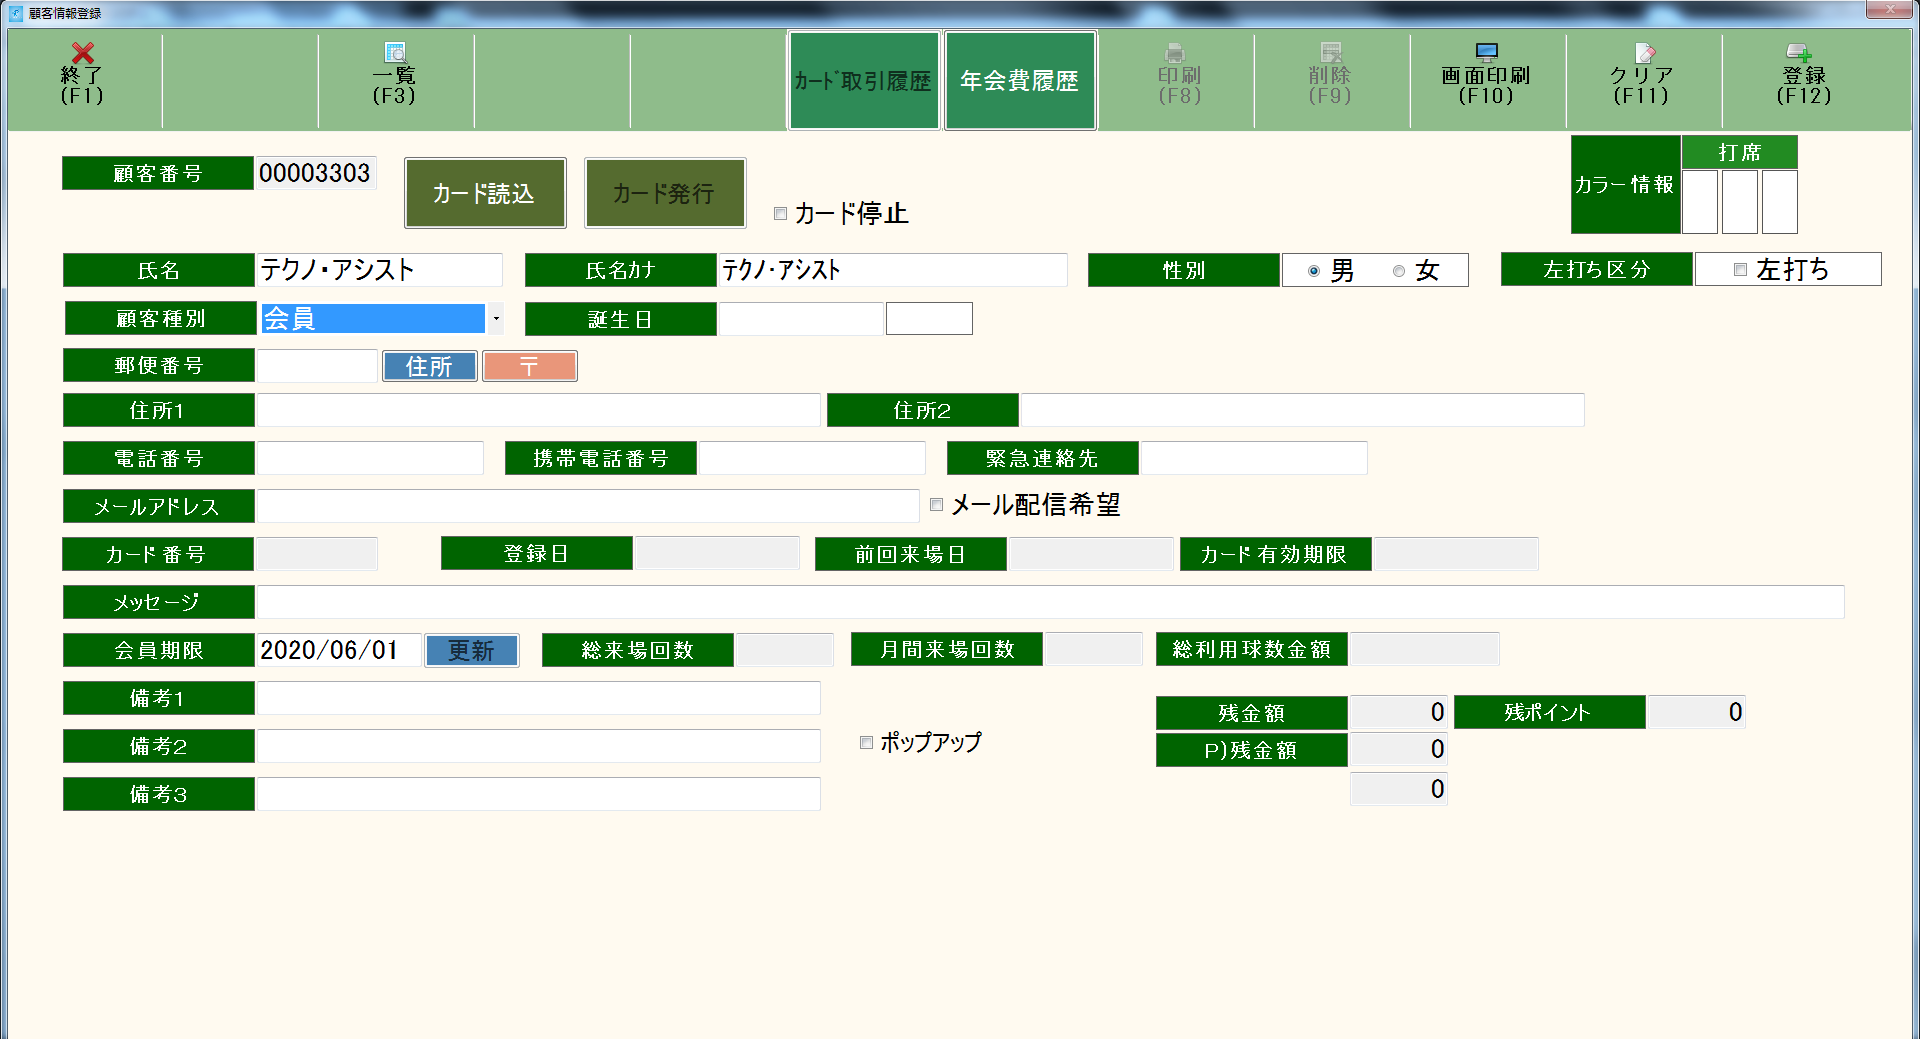 顧客情報登録
終了
(F1)
一覧
(F3)
ｶｰﾄﾞ取引履歴
年会費履歴
印刷
(F8)
削除
(F9)
画面印刷
(F10)
クリア
(F11)
登録
(F12)
顧客番号 00003303
カード読込
カード発行
カード停止
カラー情報
打席
氏名 テクノ・アシスト
氏名ｶﾅ ﾃｸﾉ・ｱｼｽﾄ
性別 男 女
左打ち区分 左打ち
顧客種別 会員
誕生日
郵便番号 住所 〒
住所1 住所2
電話番号 携帯電話番号 緊急連絡先
メールアドレス メール配信希望
カード番号 登録日 前回来場日 カード有効期限
メッセージ
会員期限 2020/06/01 更新 総来場回数 月間来場回数 総利用球数金額
備考1
残金額 0 残ポイント 0
備考2 ポップアップ
P)残金額 0
備考3
0